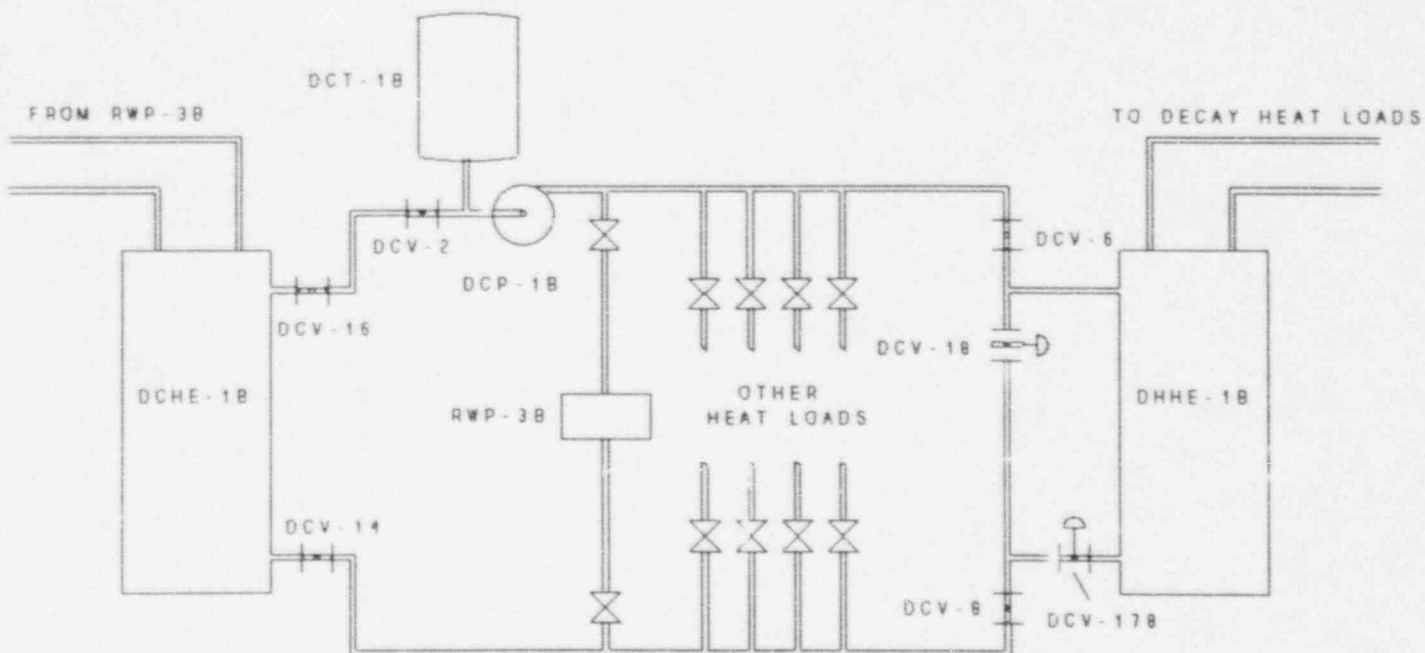 DCT-1B
FROM RWP-3B
TO DECAY HEAT LOADS
DCV-2
DCV-6
DCP-1B
DCV-16
DCV-18
DCHE-1B
RWP-3B
OTHER
HEAT LOADS
DHHE-1B
DCV-14
DCV-8
DCV-178